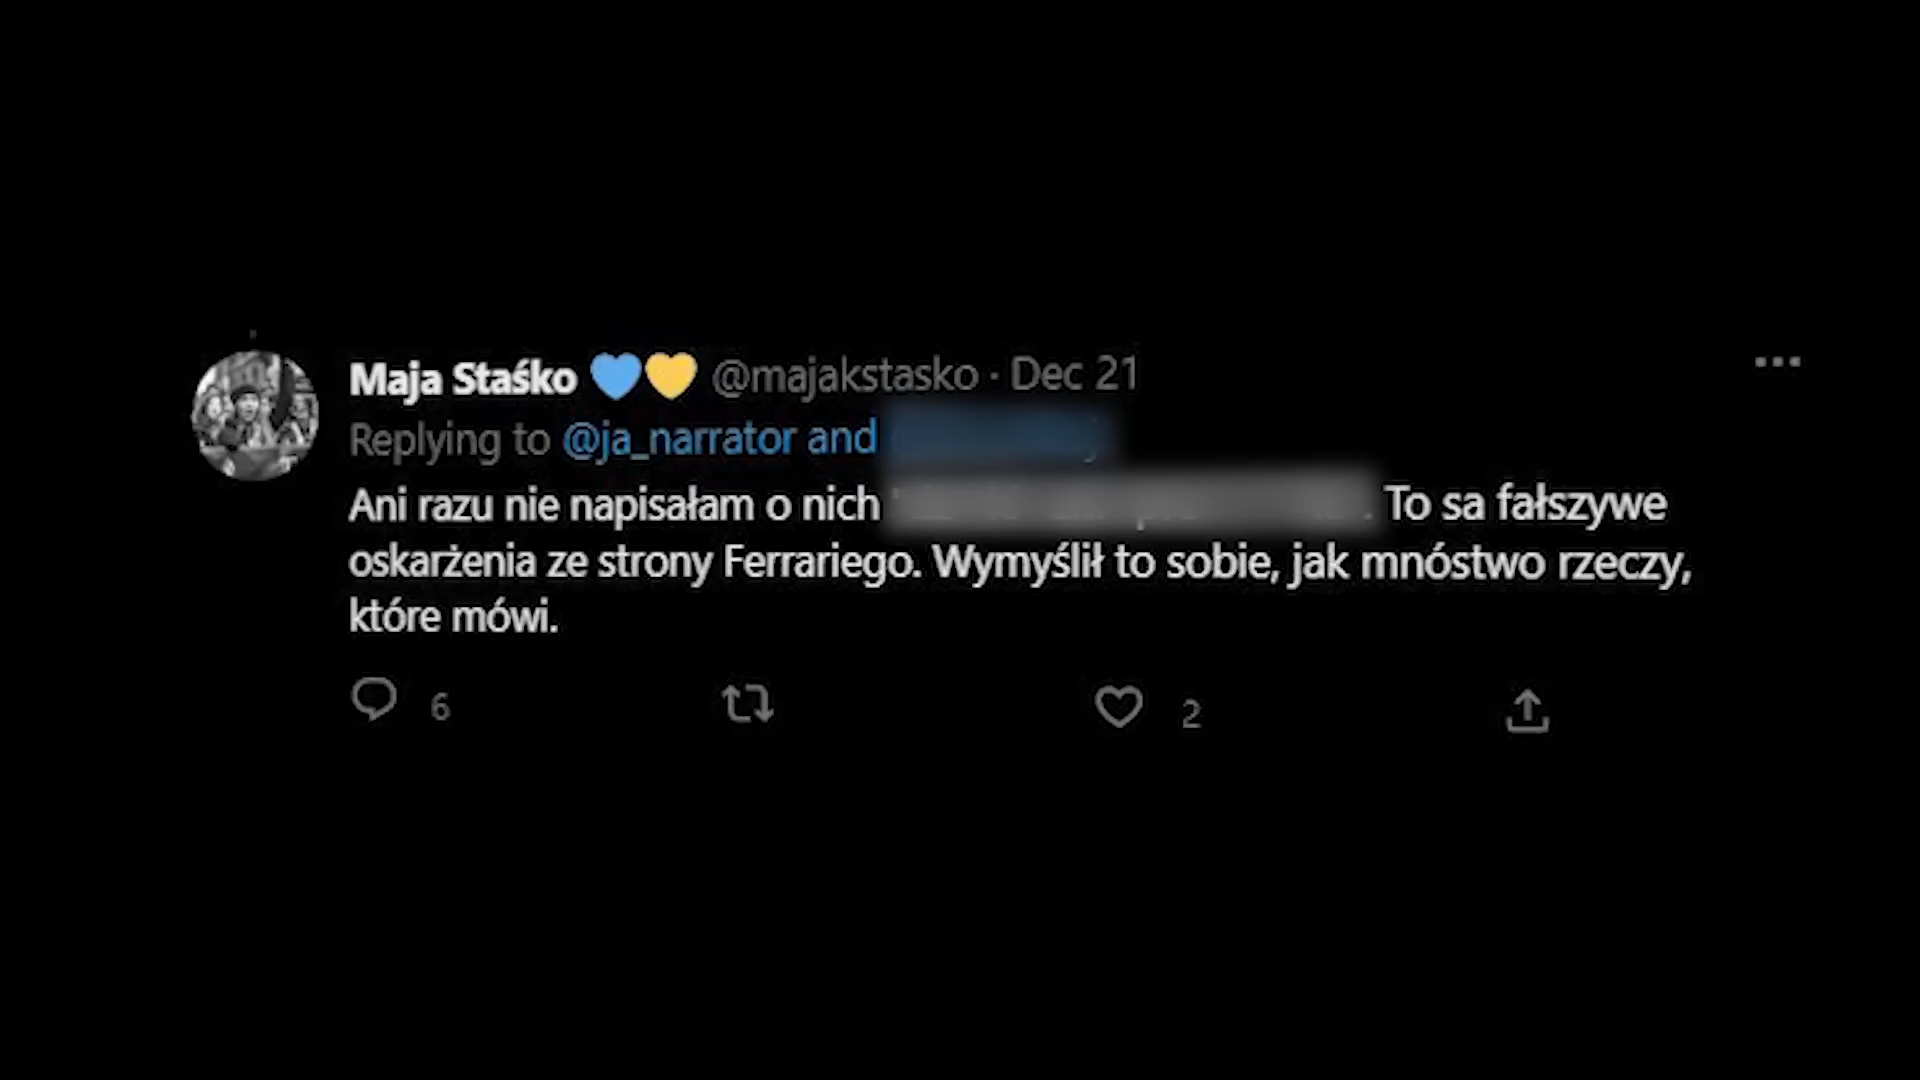 Maja Staśko 💙💛 @majakstasko · Dec 21
Replying to @ja_narrator and
Ani razu nie napisałam o nich . To sa fałszywe
oskarżenia ze strony Ferrariego. Wymyślił to sobie, jak mnóstwo rzeczy,
które mówi.
6 2